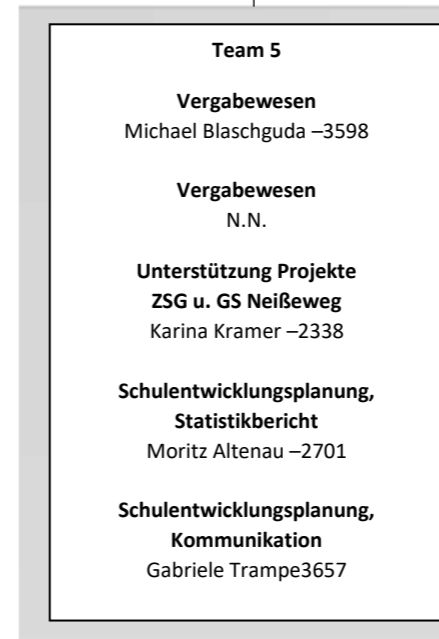 Team 5
Vergabewesen
Michael Blaschguda –3598
Vergabewesen
N.N.
Unterstützung Projekte
ZSG u. GS Neißeweg
Karina Kramer –2338
Schulentwicklungsplanung,
Statistikbericht
Moritz Altenau –2701
Schulentwicklungsplanung,
Kommunikation
Gabriele Trampe3657